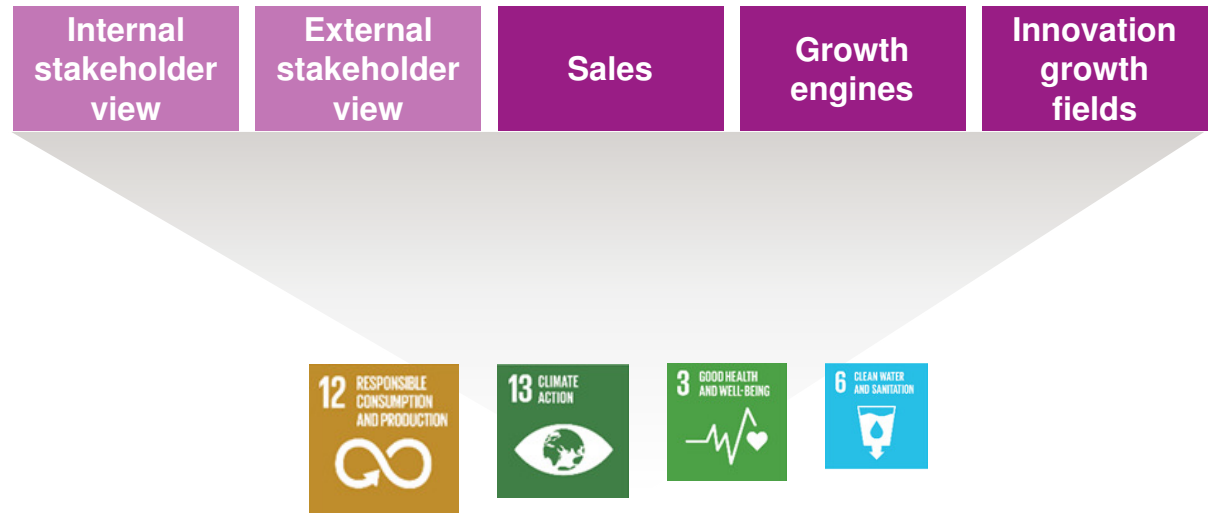 Internal
stakeholder
view
External
stakeholder
view
Sales
Growth
engines
Innovation
growth
fields
12 RESPONSIBLE
CONSUMPTION
AND PRODUCTION
13 CLIMATE
ACTION
3 GOOD HEALTH
AND WELL-BEING
6 CLEAN WATER
AND SANITATION